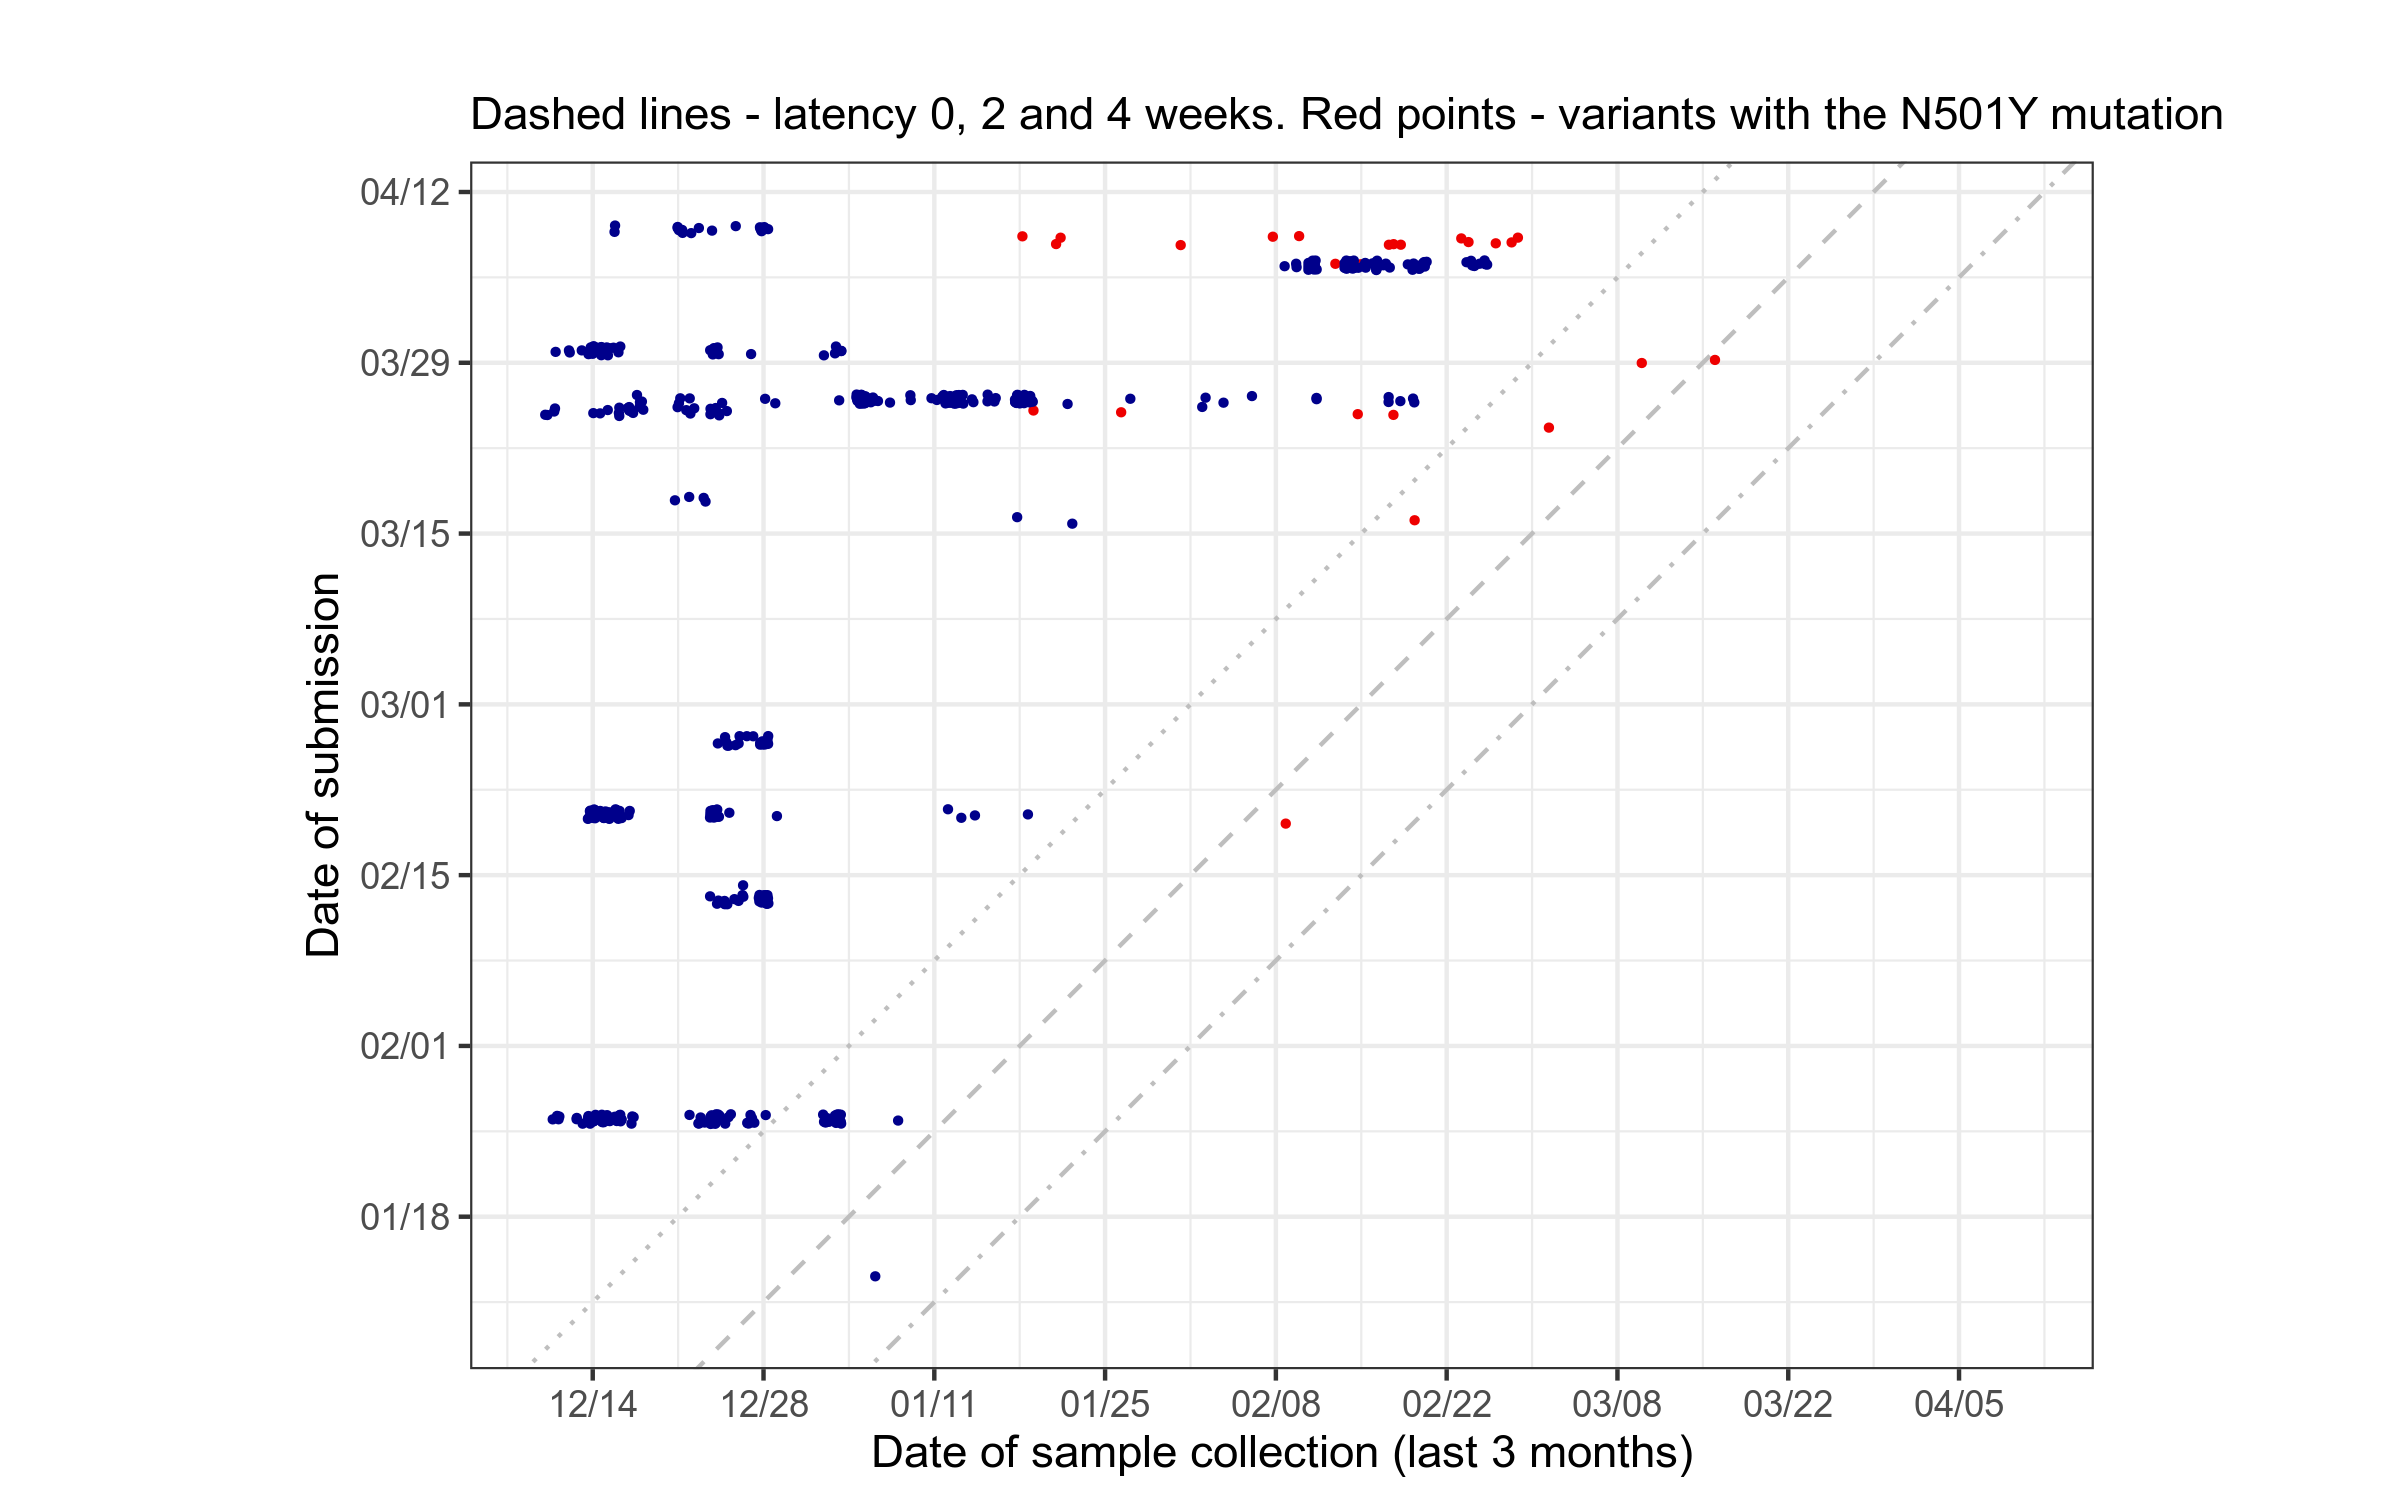 Dashed lines - latency 0, 2 and 4 weeks. Red points - variants with the N501Y mutation
04/12
03/29
03/15
03/01
02/15
02/01
01/18
Date of submission
12/14 12/28 01/11 01/25 02/08 02/22 03/08 03/22 04/05
Date of sample collection (last 3 months)